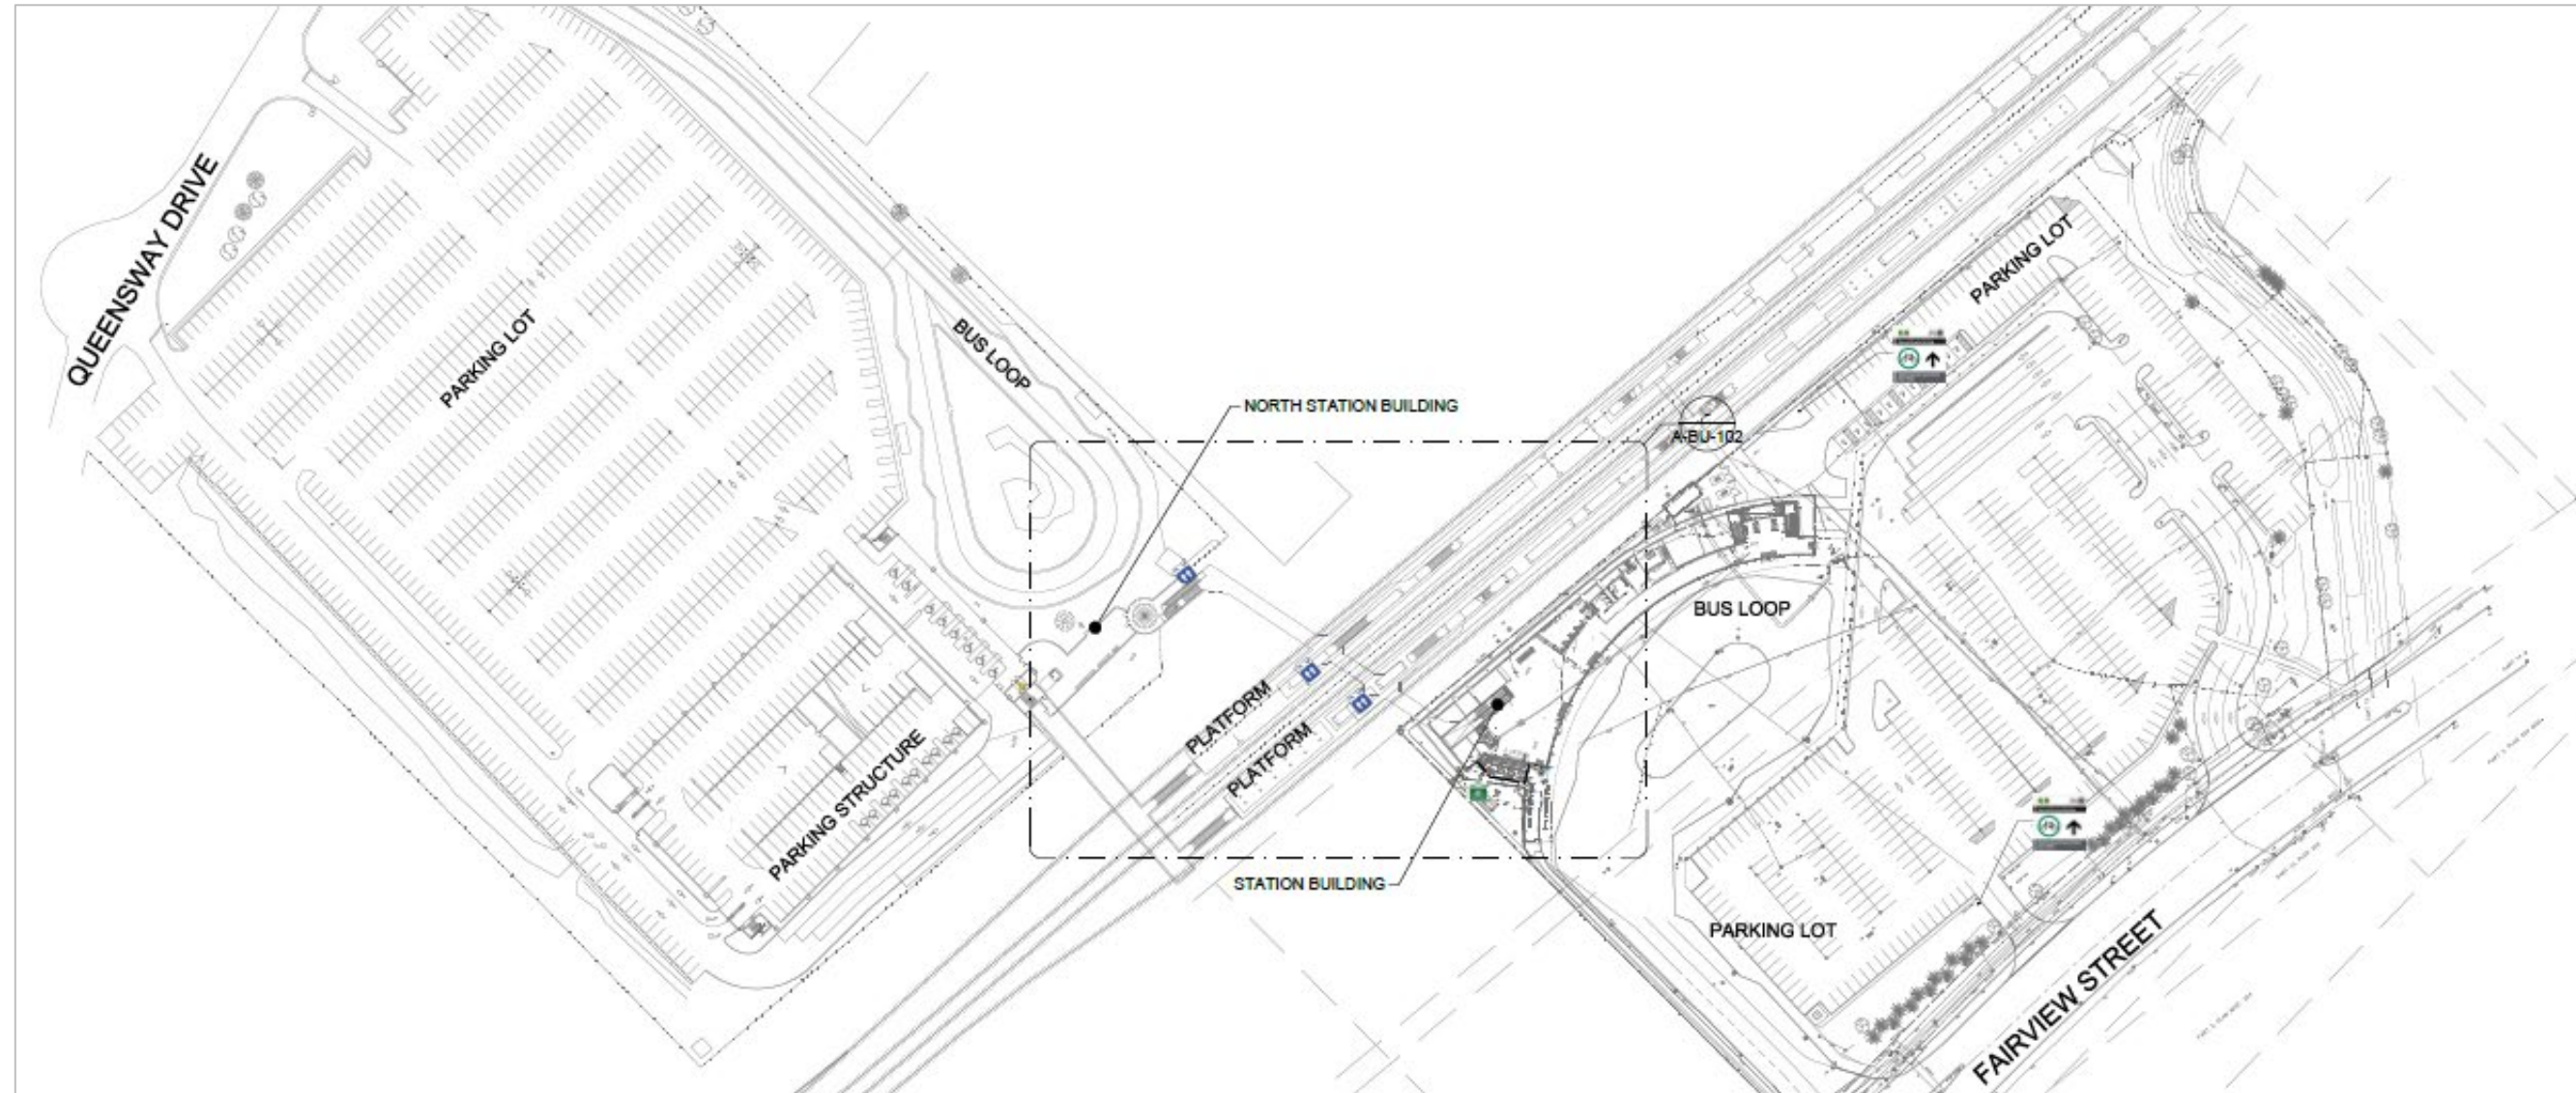 QUEENSWAY DRIVE
PARKING LOT
BUS LOOP
NORTH STATION BUILDING
A-BU-102
PARKING LOT
BUS LOOP
PLATFORM
PLATFORM
PARKING STRUCTURE
STATION BUILDING
PARKING LOT
FAIRVIEW STREET